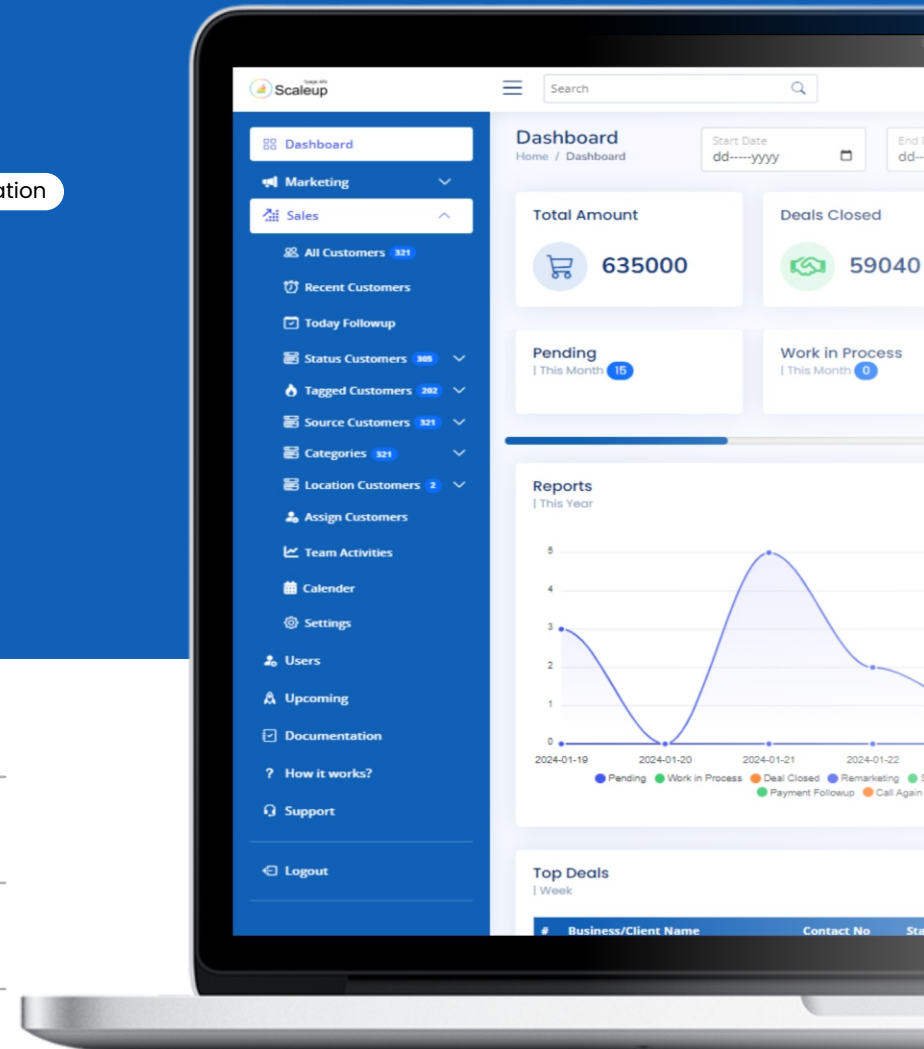 ation
Scaleup
Search
Dashboard
Marketing
Sales
All Customers 321
Recent Customers
Today Followup
Status Customers 305
Tagged Customers 202
Source Customers 321
Categories 321
Location Customers 2
Assign Customers
Team Activities
Calender
Settings
Users
Upcoming
Documentation
? How it works?
Support
Logout
Dashboard
Home / Dashboard
Start Date
dd-----yyyy
End
dd--
Total Amount
635000
Deals Closed
59040
Pending
| This Month 15
Work in Process
| This Month 0
Reports
| This Year
5
4
3
2
1
0
2024-01-19 2024-01-20 2024-01-21 2024-01-22
Pending Work in Process Deal Closed Remarketing S
Payment Followup Call Again
Top Deals
| Week
# Business/Client Name Contact No Sta